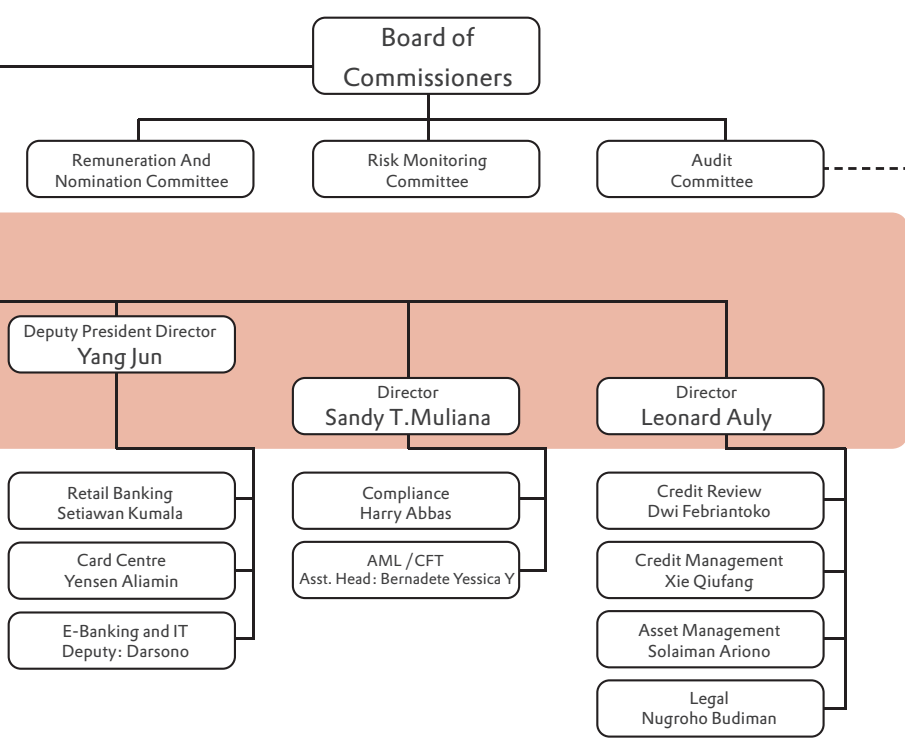 Board of
Commissioners
Remuneration And
Nomination Committee
Risk Monitoring
Committee
Audit
Committee
Deputy President Director
Yang Jun
Director
Sandy T.Muliana
Director
Leonard Auly
Retail Banking
Setiawan Kumala
Card Centre
Yensen Aliamin
E-Banking and IT
Deputy: Darsono
Compliance
Harry Abbas
AML /CFT
Asst. Head: Bernadete Yessica Y
Credit Review
Dwi Febriantoko
Credit Management
Xie Qiufang
Asset Management
Solaiman Ariono
Legal
Nugroho Budiman